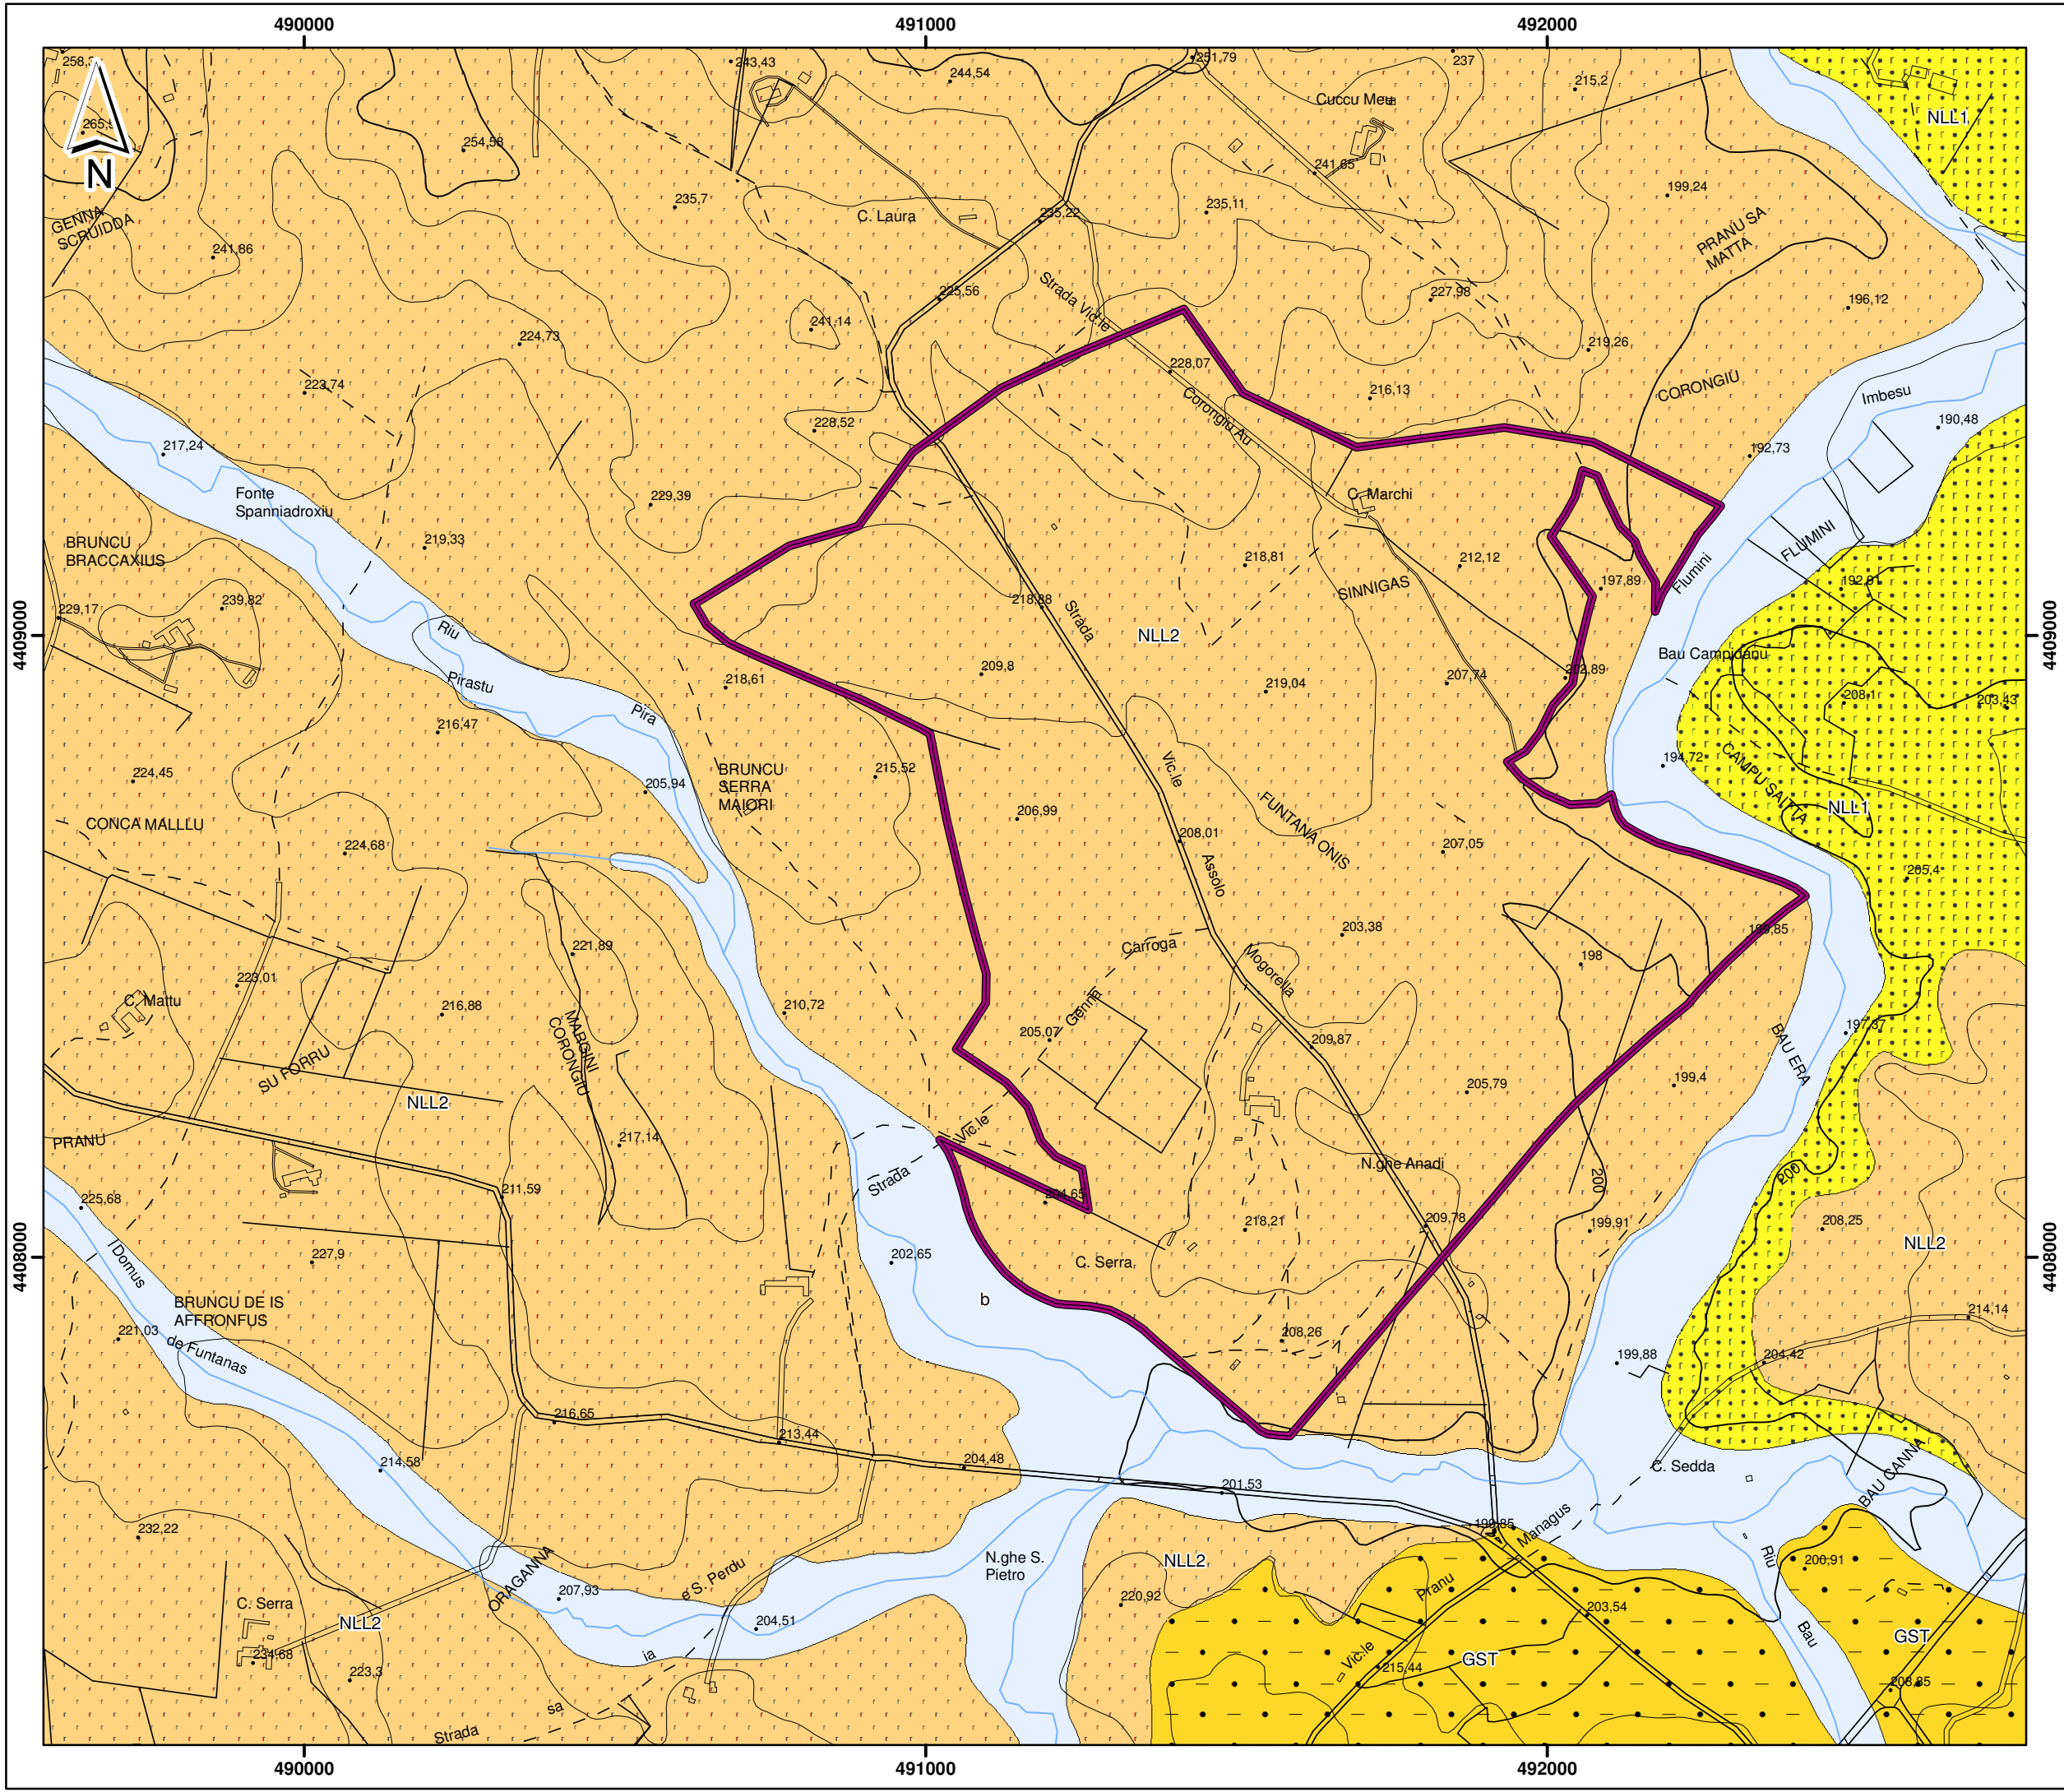 490000
491000
492000
258,3
243,43
244,54
251,79
237
215,2
Cuccu Meue
NLL1
265,9
N
254,58
241,65
235,7
C. Laura
235,22
235,11
199,24
GENNA
SCRUIDDA
241,86
PRANU SA
MATTA
225,56
Strada Vic.le
227,98
196,12
241,14
224,73
228,07
219,26
223,74
216,13
CORONGIU
Imbesu
Corongiu Au
190,48
228,52
217,24
192,73
Fonte
Spanniadroxiu
229,39
C. Marchi
219,33
FLUMINI
BRUNCU
BRACCAXIUS
218,81
212,12
Flumini
197,89
192,91
SINNIGAS
229,17
239,82
218,88
Strada
4409000
4409000
Riu
NLL2
Bau Campidanu
Pirastu
209,8
218,61
219,04
207,74
202,89
208,1
203,43
Pira
216,47
194,72
CAMPU SAITTA
BRUNCU
SERRA
MAIORI
215,52
Vic.le
224,45
205,94
FUNTANA ONIS
NLL1
206,99
CONCA MALLLU
208,01
207,05
224,68
Assolo
205,4
221,89
Carroga
203,38
199,85
198
Mogorella
223,01
C. Mattu
216,88
210,72
Genna
MARGINI
CORONGIU
205,07
209,87
197,37
BAU ERA
SU FORRU
205,79
199,4
NLL2
PRANU
217,14
Vic.le
N.ghe Anadi
Strada
200
200
225,68
211,59
204,65
218,21
209,78
199,91
208,25
NLL2
4408000
4408000
Domus
227,9
202,65
C. Serra
b
BRUNCU DE IS
AFFRONFUS
221,03
de Funtanas
208,26
214,14
199,88
204,42
216,65
213,44
204,48
214,58
C. Sedda
BAU CANNA
201,53
232,22
199,85
Managus
ORAGANNA
N.ghe S.
Pietro
NLL2
Riu
200,91
207,93
e S. Perdu
220,92
Pranu
203,54
C. Serra
NLL2
204,51
Bau
GST
234,68
223,3
ia
Vic.le
215,44
GST
208,85
sa
Strada
490000
491000
492000